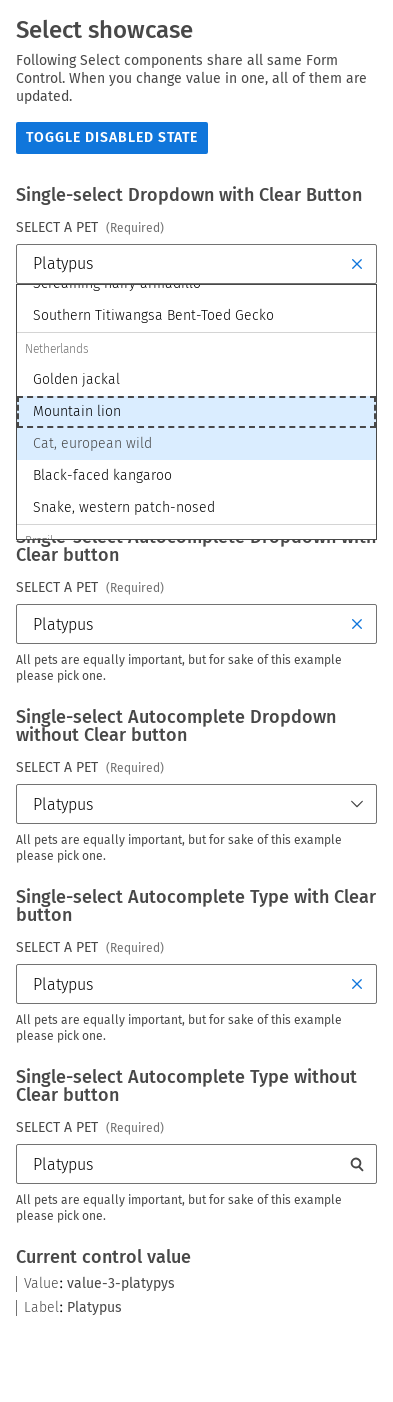 Select showcase
Following Select components share all same Form
Control. When you change value in one, all of them are
updated.
TOGGLE DISABLED STATE
Single-select Dropdown with Clear Button
SELECT A PET (Required)
Platypus
Screaming hairy armadillo
Southern Titiwangsa Bent-Toed Gecko
Netherlands
Golden jackal
Mountain lion
Cat, european wild
Black-faced kangaroo
Snake, western patch-nosed
Single-select Autocomplete Dropdown with
Clear button
SELECT A PET (Required)
Platypus
All pets are equally important, but for sake of this example
please pick one.
Single-select Autocomplete Dropdown
without Clear button
SELECT A PET (Required)
Platypus
All pets are equally important, but for sake of this example
please pick one.
Single-select Autocomplete Type with Clear
button
SELECT A PET (Required)
Platypus
All pets are equally important, but for sake of this example
please pick one.
Single-select Autocomplete Type without
Clear button
SELECT A PET (Required)
Platypus
All pets are equally important, but for sake of this example
please pick one.
Current control value
Value: value-3-platypys
Label: Platypus